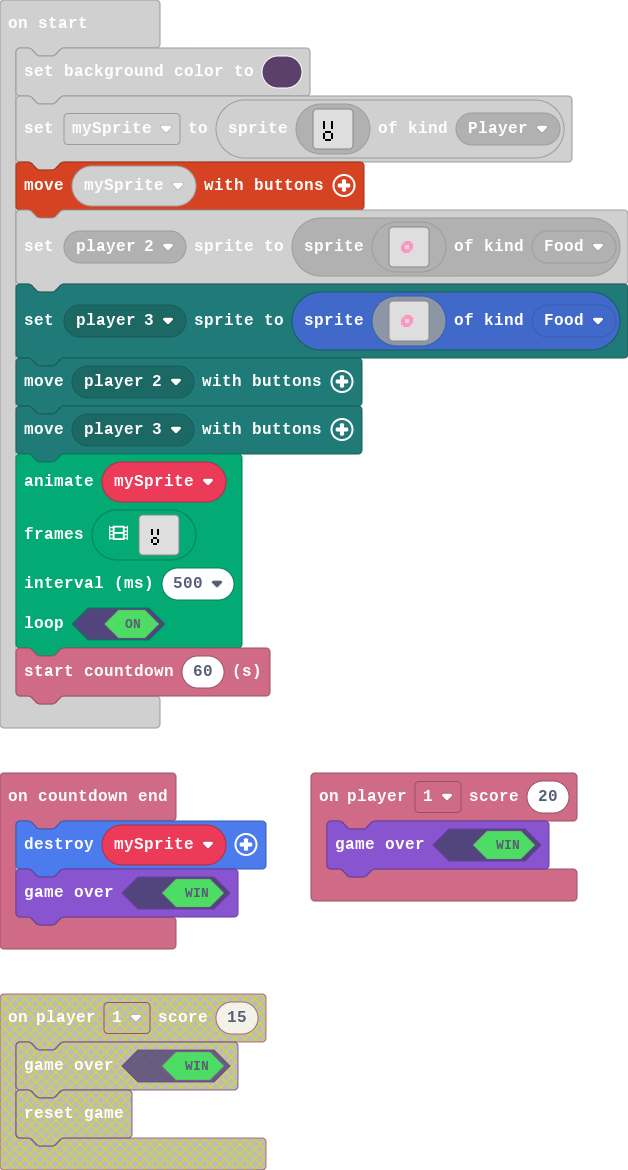 on start
set background color to
set mySprite to sprite of kind Player
move mySprite with buttons
set player 2 sprite to sprite of kind Food
set player 3 sprite to sprite of kind Food
move player 2 with buttons
move player 3 with buttons
animate mySprite
frames
interval (ms) 500
loop ON
start countdown 60 (s)
on countdown end
destroy mySprite
game over WIN
on player 1 score 20
game over WIN
on player 1 score 15
game over WIN
reset game